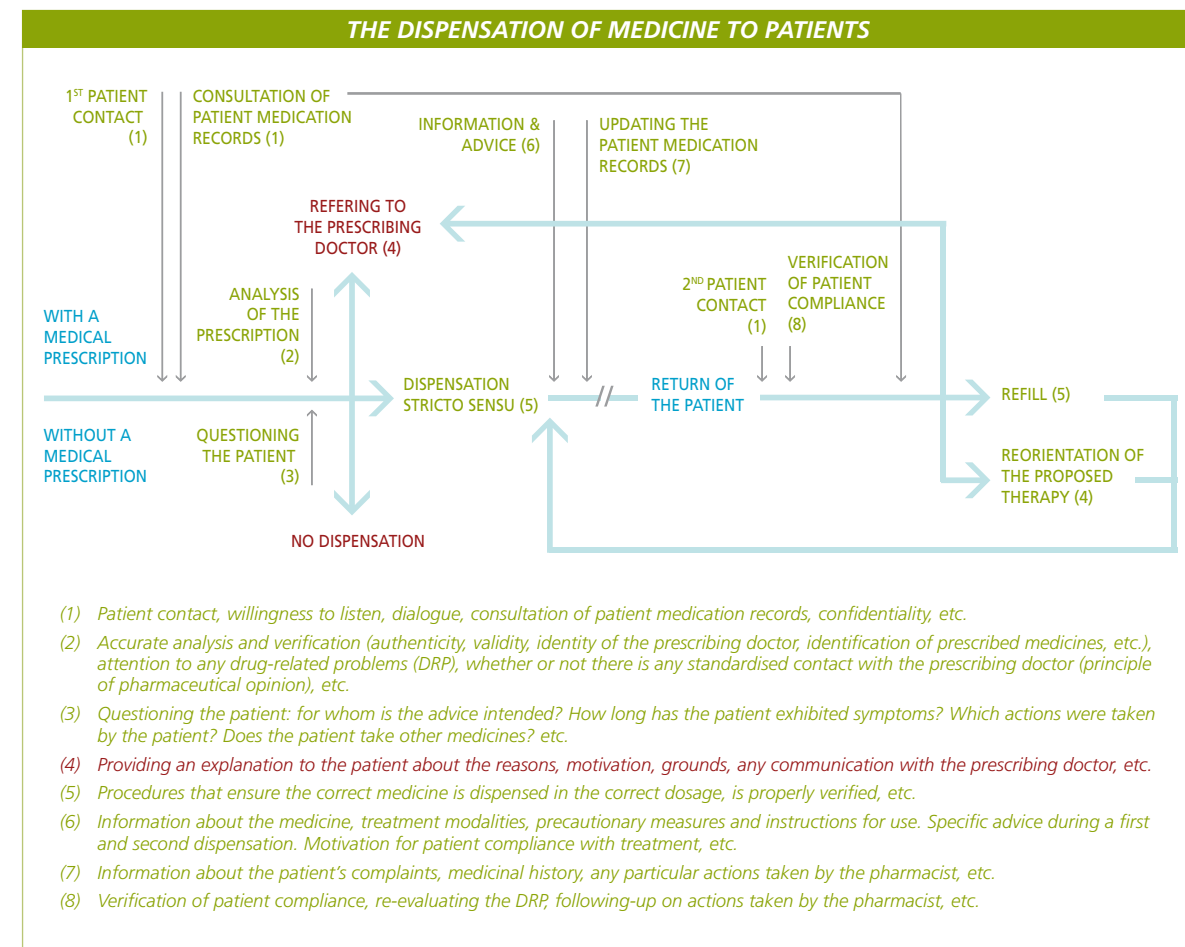 THE DISPENSATION OF MEDICINE TO PATIENTS
1ST PATIENT
CONTACT
(1)
CONSULTATION OF
PATIENT MEDICATION
RECORDS (1)
INFORMATION &
ADVICE (6)
UPDATING THE
PATIENT MEDICATION
RECORDS (7)
REFERING TO
THE PRESCRIBING
DOCTOR (4)
ANALYSIS
OF THE
PRESCRIPTION
(2)
2ND PATIENT
CONTACT
(1)
VERIFICATION
OF PATIENT
COMPLIANCE
(8)
WITH A
MEDICAL
PRESCRIPTION
DISPENSATION
STRICTO SENSU (5)
RETURN OF
THE PATIENT
REFILL (5)
WITHOUT A
MEDICAL
PRESCRIPTION
QUESTIONING
THE PATIENT
(3)
REORIENTATION OF
THE PROPOSED
THERAPY (4)
NO DISPENSATION
(1) Patient contact, willingness to listen, dialogue, consultation of patient medication records, confidentiality, etc.
(2) Accurate analysis and verification (authenticity, validity, identity of the prescribing doctor, identification of prescribed medicines, etc.),
attention to any drug-related problems (DRP), whether or not there is any standardised contact with the prescribing doctor (principle
of pharmaceutical opinion), etc.
(3) Questioning the patient: for whom is the advice intended? How long has the patient exhibited symptoms? Which actions were taken
by the patient? Does the patient take other medicines? etc.
(4) Providing an explanation to the patient about the reasons, motivation, grounds, any communication with the prescribing doctor, etc.
(5) Procedures that ensure the correct medicine is dispensed in the correct dosage, is properly verified, etc.
(6) Information about the medicine, treatment modalities, precautionary measures and instructions for use. Specific advice during a first
and second dispensation. Motivation for patient compliance with treatment, etc.
(7) Information about the patient's complaints, medicinal history, any particular actions taken by the pharmacist, etc.
(8) Verification of patient compliance, re-evaluating the DRP, following-up on actions taken by the pharmacist, etc.